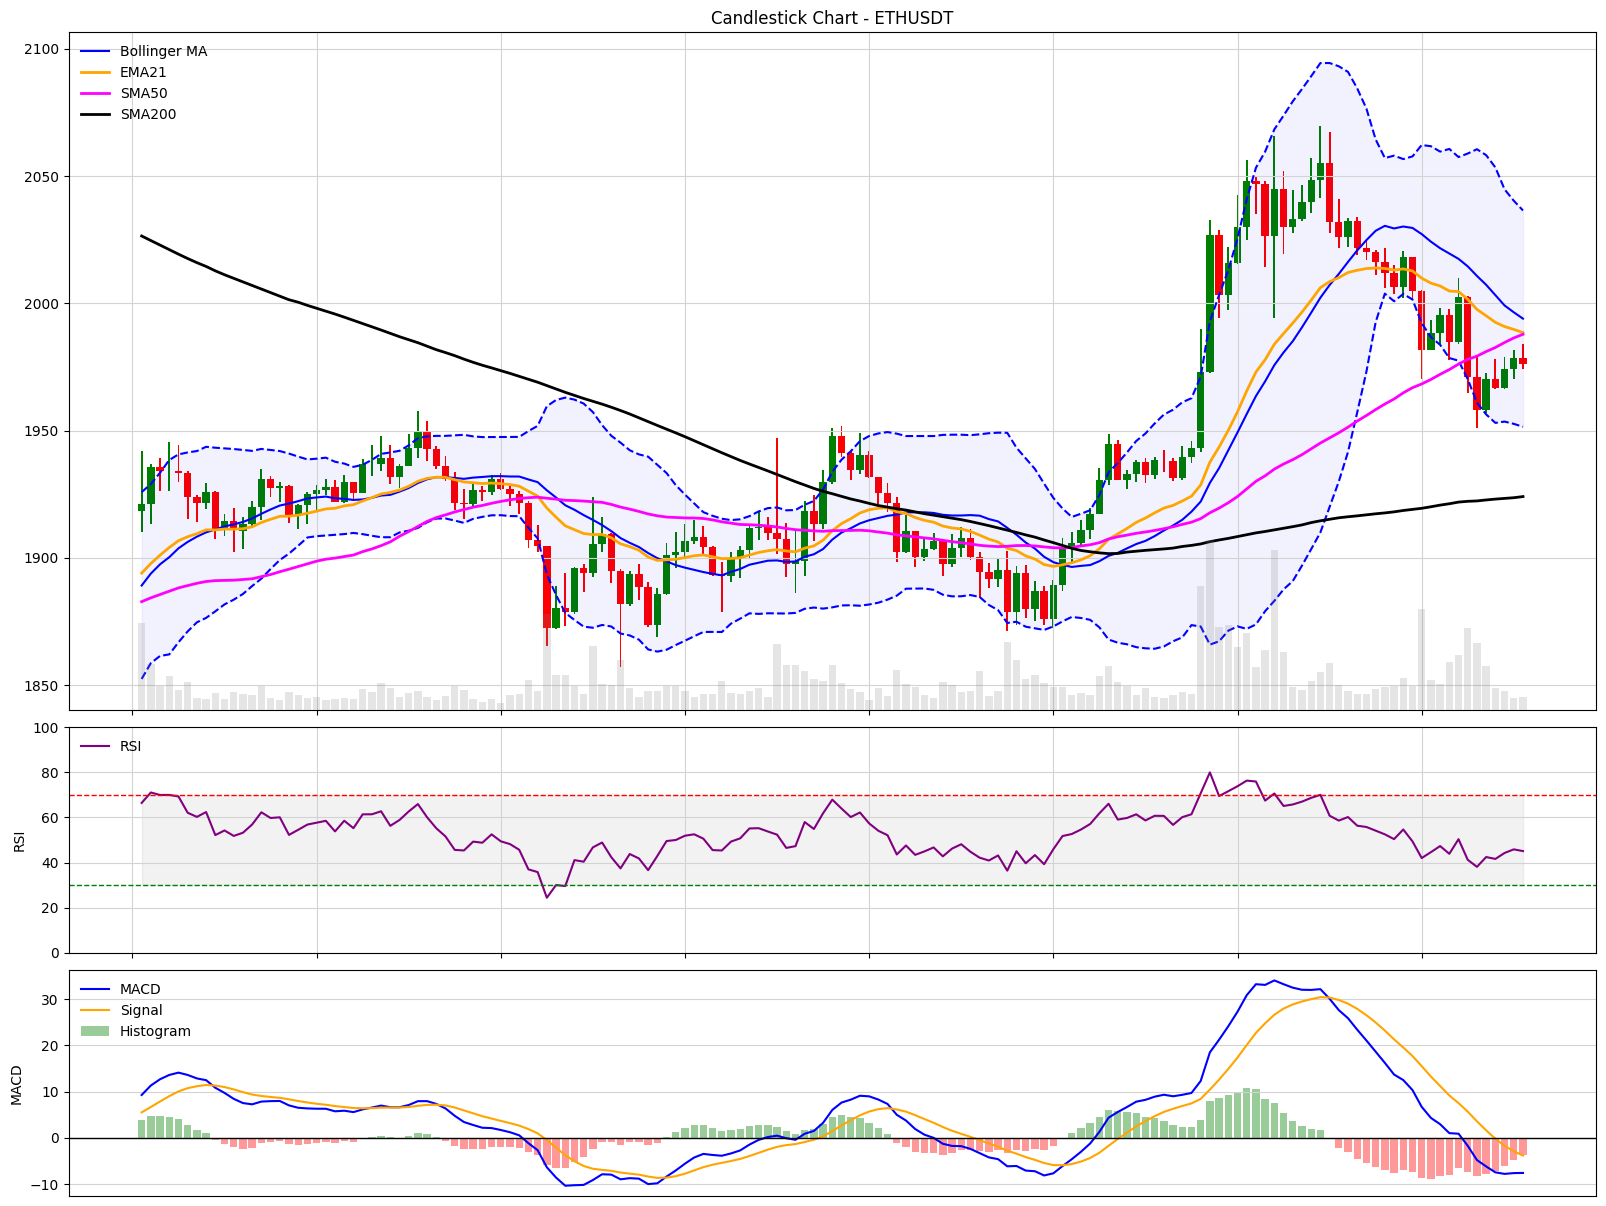 Candlestick Chart - ETHUSDT
Bollinger MA
EMA21
SMA50
SMA200
2100
2050
2000
1950
1900
1850
RSI
100
80
60
40
20
0
RSI
MACD
Signal
Histogram
30
20
10
0
−10
MACD